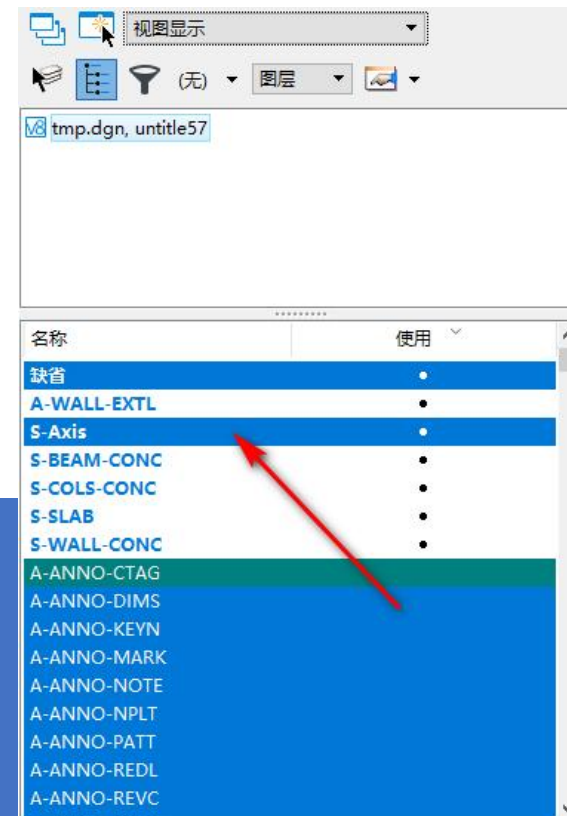 视图显示
(无) 图层
V8 tmp.dgn, untitle57
名称 使用
缺省
A-WALL-EXTL
S-Axis
S-BEAM-CONC
S-COLS-CONC
S-SLAB
S-WALL-CONC
A-ANNO-CTAG
A-ANNO-DIMS
A-ANNO-KEYN
A-ANNO-MARK
A-ANNO-NOTE
A-ANNO-NPLT
A-ANNO-PATT
A-ANNO-REDL
A-ANNO-REVC